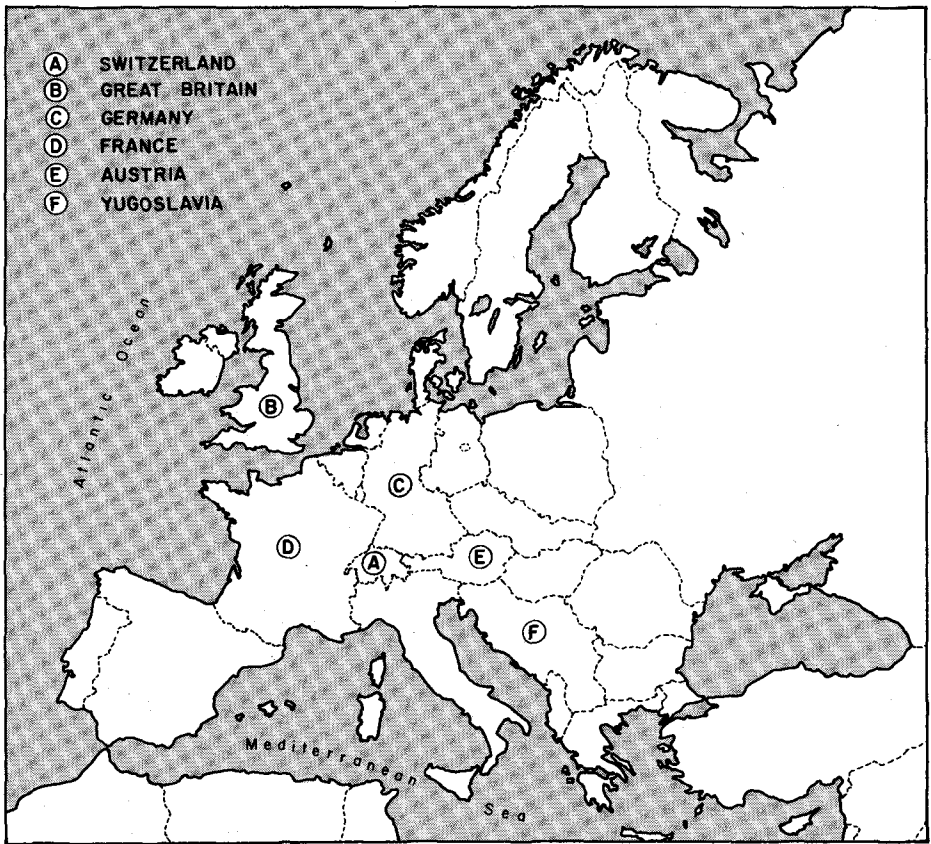 A SWITZERLAND
B GREAT BRITAIN
C GERMANY
D FRANCE
E AUSTRIA
F YUGOSLAVIA
Atlantic Ocean
B
C
D
A
E
F
Mediterranean
Sea